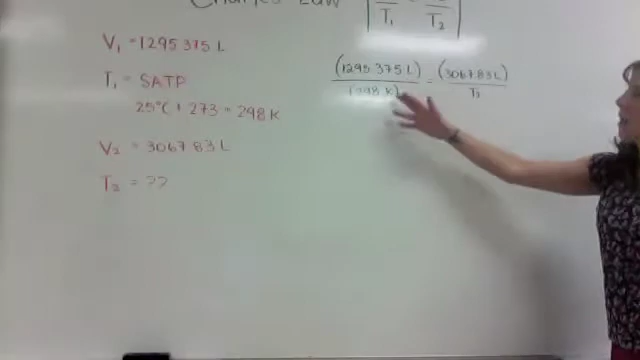 Charles Law
T₁ T₂
V₁ = 1295 375 L
T₁ = SATP
25°C + 273 = 298 K
V₂ = 3067 83 L
T₂ = ??
(1295 375 L) = (3067 83 L)
(298 K) T₂